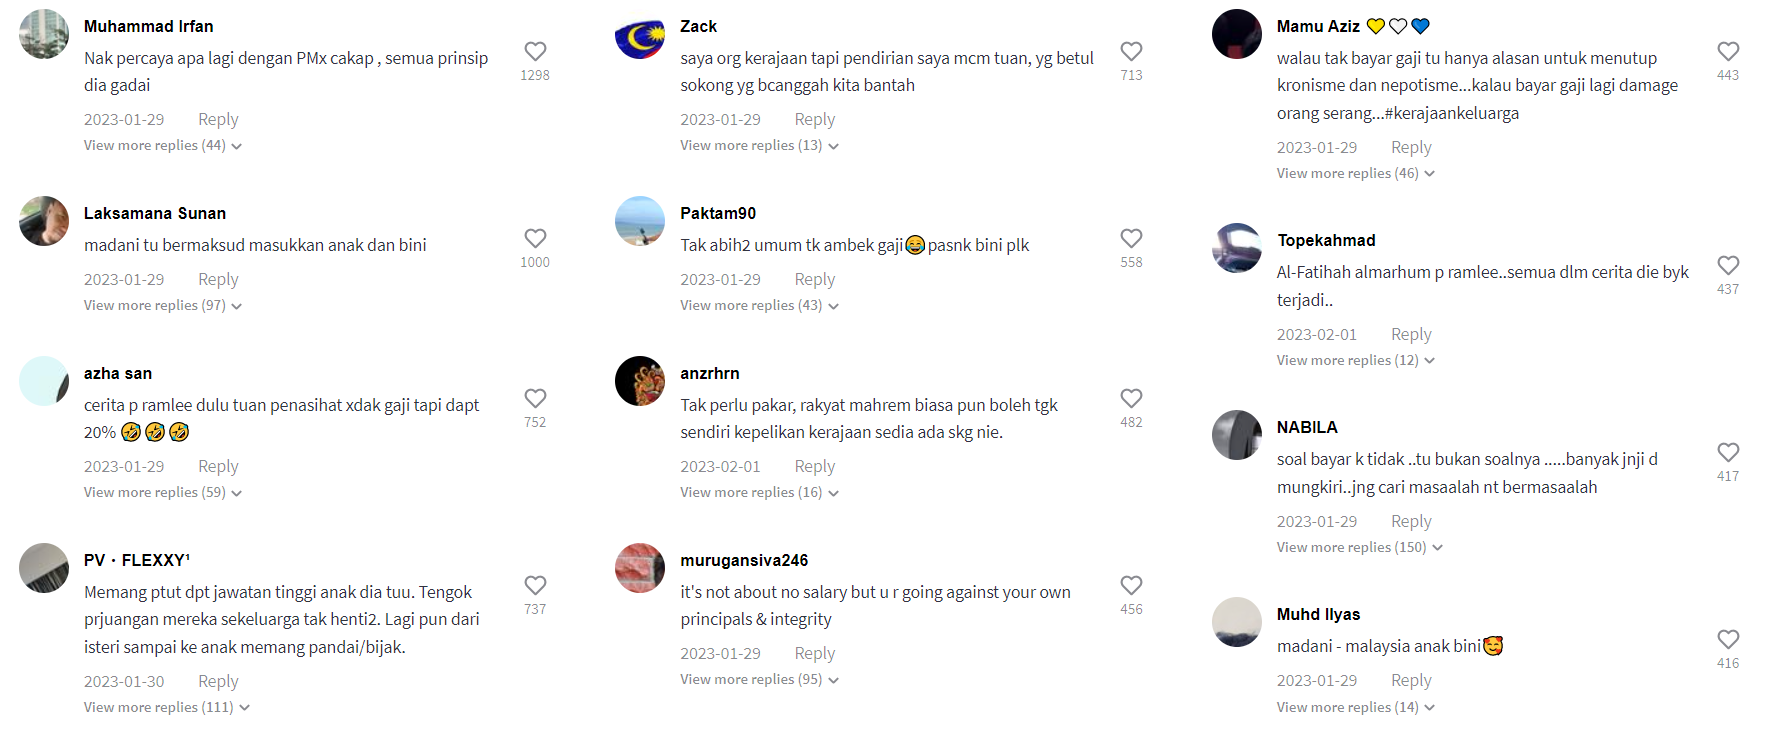 Muhammad Irfan
Nak percaya apa lagi dengan PMx cakap , semua prinsip
dia gadai
1298
2023-01-29 Reply
View more replies (44)
Laksamana Sunan
madani tu bermaksud masukkan anak dan bini
1000
2023-01-29 Reply
View more replies (97)
azha san
cerita p ramlee dulu tuan penasihat xdak gaji tapi dapt
20% 🤣🤣🤣
752
2023-01-29 Reply
View more replies (59)
PV · FLEXXY¹
Memang ptut dpt jawatan tinggi anak dia tuu. Tengok
prjuangan mereka sekeluarga tak henti2. Lagi pun dari
isteri sampai ke anak memang pandai/bijak.
737
2023-01-30 Reply
View more replies (111)
Zack
saya org kerajaan tapi pendirian saya mcm tuan, yg betul
sokong yg bcanggah kita bantah
713
2023-01-29 Reply
View more replies (13)
Paktam90
Tak abih2 umum tk ambek gaji😂pasnk bini plk
558
2023-01-29 Reply
View more replies (43)
anzrhrn
Tak perlu pakar, rakyat mahrem biasa pun boleh tgk
sendiri kepelikan kerajaan sedia ada skg nie.
482
2023-02-01 Reply
View more replies (16)
murugansiva246
it's not about no salary but u r going against your own
principals & integrity
456
2023-01-29 Reply
View more replies (95)
Mamu Aziz 💛🤍💙
walau tak bayar gaji tu hanya alasan untuk menutup
kronisme dan nepotisme...kalau bayar gaji lagi damage
orang serang...#kerajaankeluarga
443
2023-01-29 Reply
View more replies (46)
Topekahmad
Al-Fatihah almarhum p ramlee..semua dlm cerita die byk
terjadi..
437
2023-02-01 Reply
View more replies (12)
NABILA
soal bayar k tidak ..tu bukan soalnya .....banyak jnji d
mungkiri..jng cari masaalah nt bermasaalah
417
2023-01-29 Reply
View more replies (150)
Muhd Ilyas
madani - malaysia anak bini🥰
416
2023-01-29 Reply
View more replies (14)